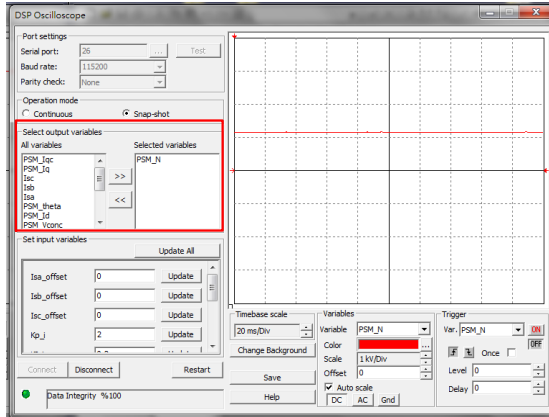 DSP Oscilloscope
Port settings
Serial port: 26 ... Test
Baud rate: 115200
Parity check: None
Operation mode
Continuous Snap-shot
Select output variables
All variables Selected variables
PSM_Iqc PSM_N
PSM_Iq
Isc
Isb
Isa
PSM_theta
PSM_Id
PSM_Vconc
>>
<<
Set input variables
Update All
Isa_offset 0 Update
Isb_offset 0 Update
Isc_offset 0 Update
Kp_i 2 Update
Connect Disconnect Restart
Data Integrity %100
Timebase scale
20 ms/Div
Change Background
Save
Help
Variables
Variable PSM_N
Color ...
Scale 1 kV/Div
Offset 0
Auto scale
DC AC Gnd
Trigger
Var. PSM_N ON
OFF
Once
Level 0
Delay 0